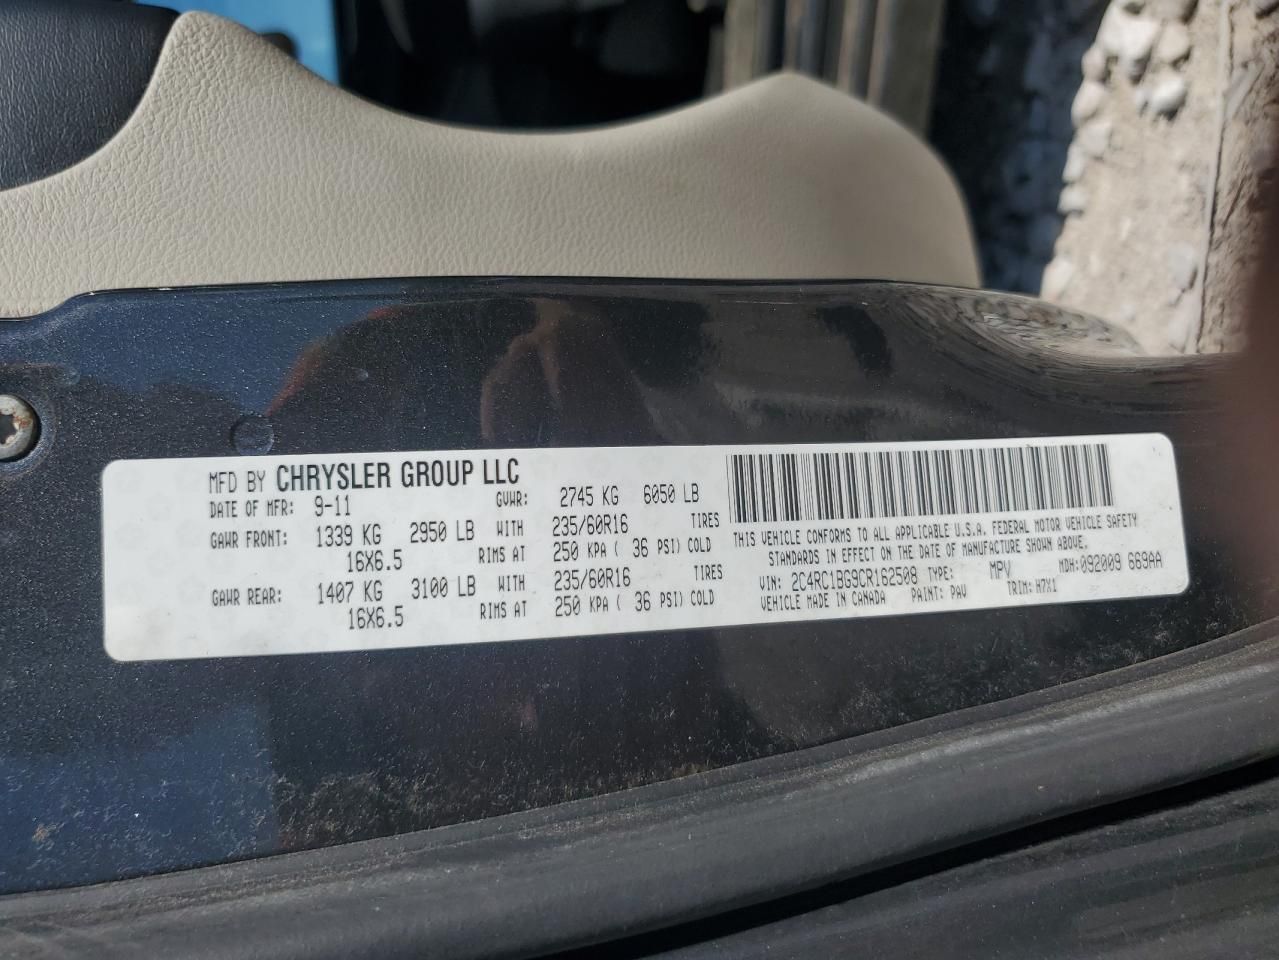 MFD BY CHRYSLER GROUP LLC
DATE OF MFR: 9-11 GVWR: 2745 KG 6050 LB
GAWR FRONT: 1339 KG 2950 LB WITH 235/60R16 TIRES
16X6.5 RIMS AT 250 KPA ( 36 PSI) COLD
GAWR REAR: 1407 KG 3100 LB WITH 235/60R16 TIRES
16X6.5 RIMS AT 250 KPA ( 36 PSI) COLD
THIS VEHICLE CONFORMS TO ALL APPLICABLE U.S.A. FEDERAL MOTOR VEHICLE SAFETY
STANDARDS IN EFFECT ON THE DATE OF MANUFACTURE SHOWN ABOVE.
VIN: 2C4RC1BG9CR162508 TYPE: MPV MDH: 092009 669AA
VEHICLE MADE IN CANADA PAINT: PAV TRIM: H7X1